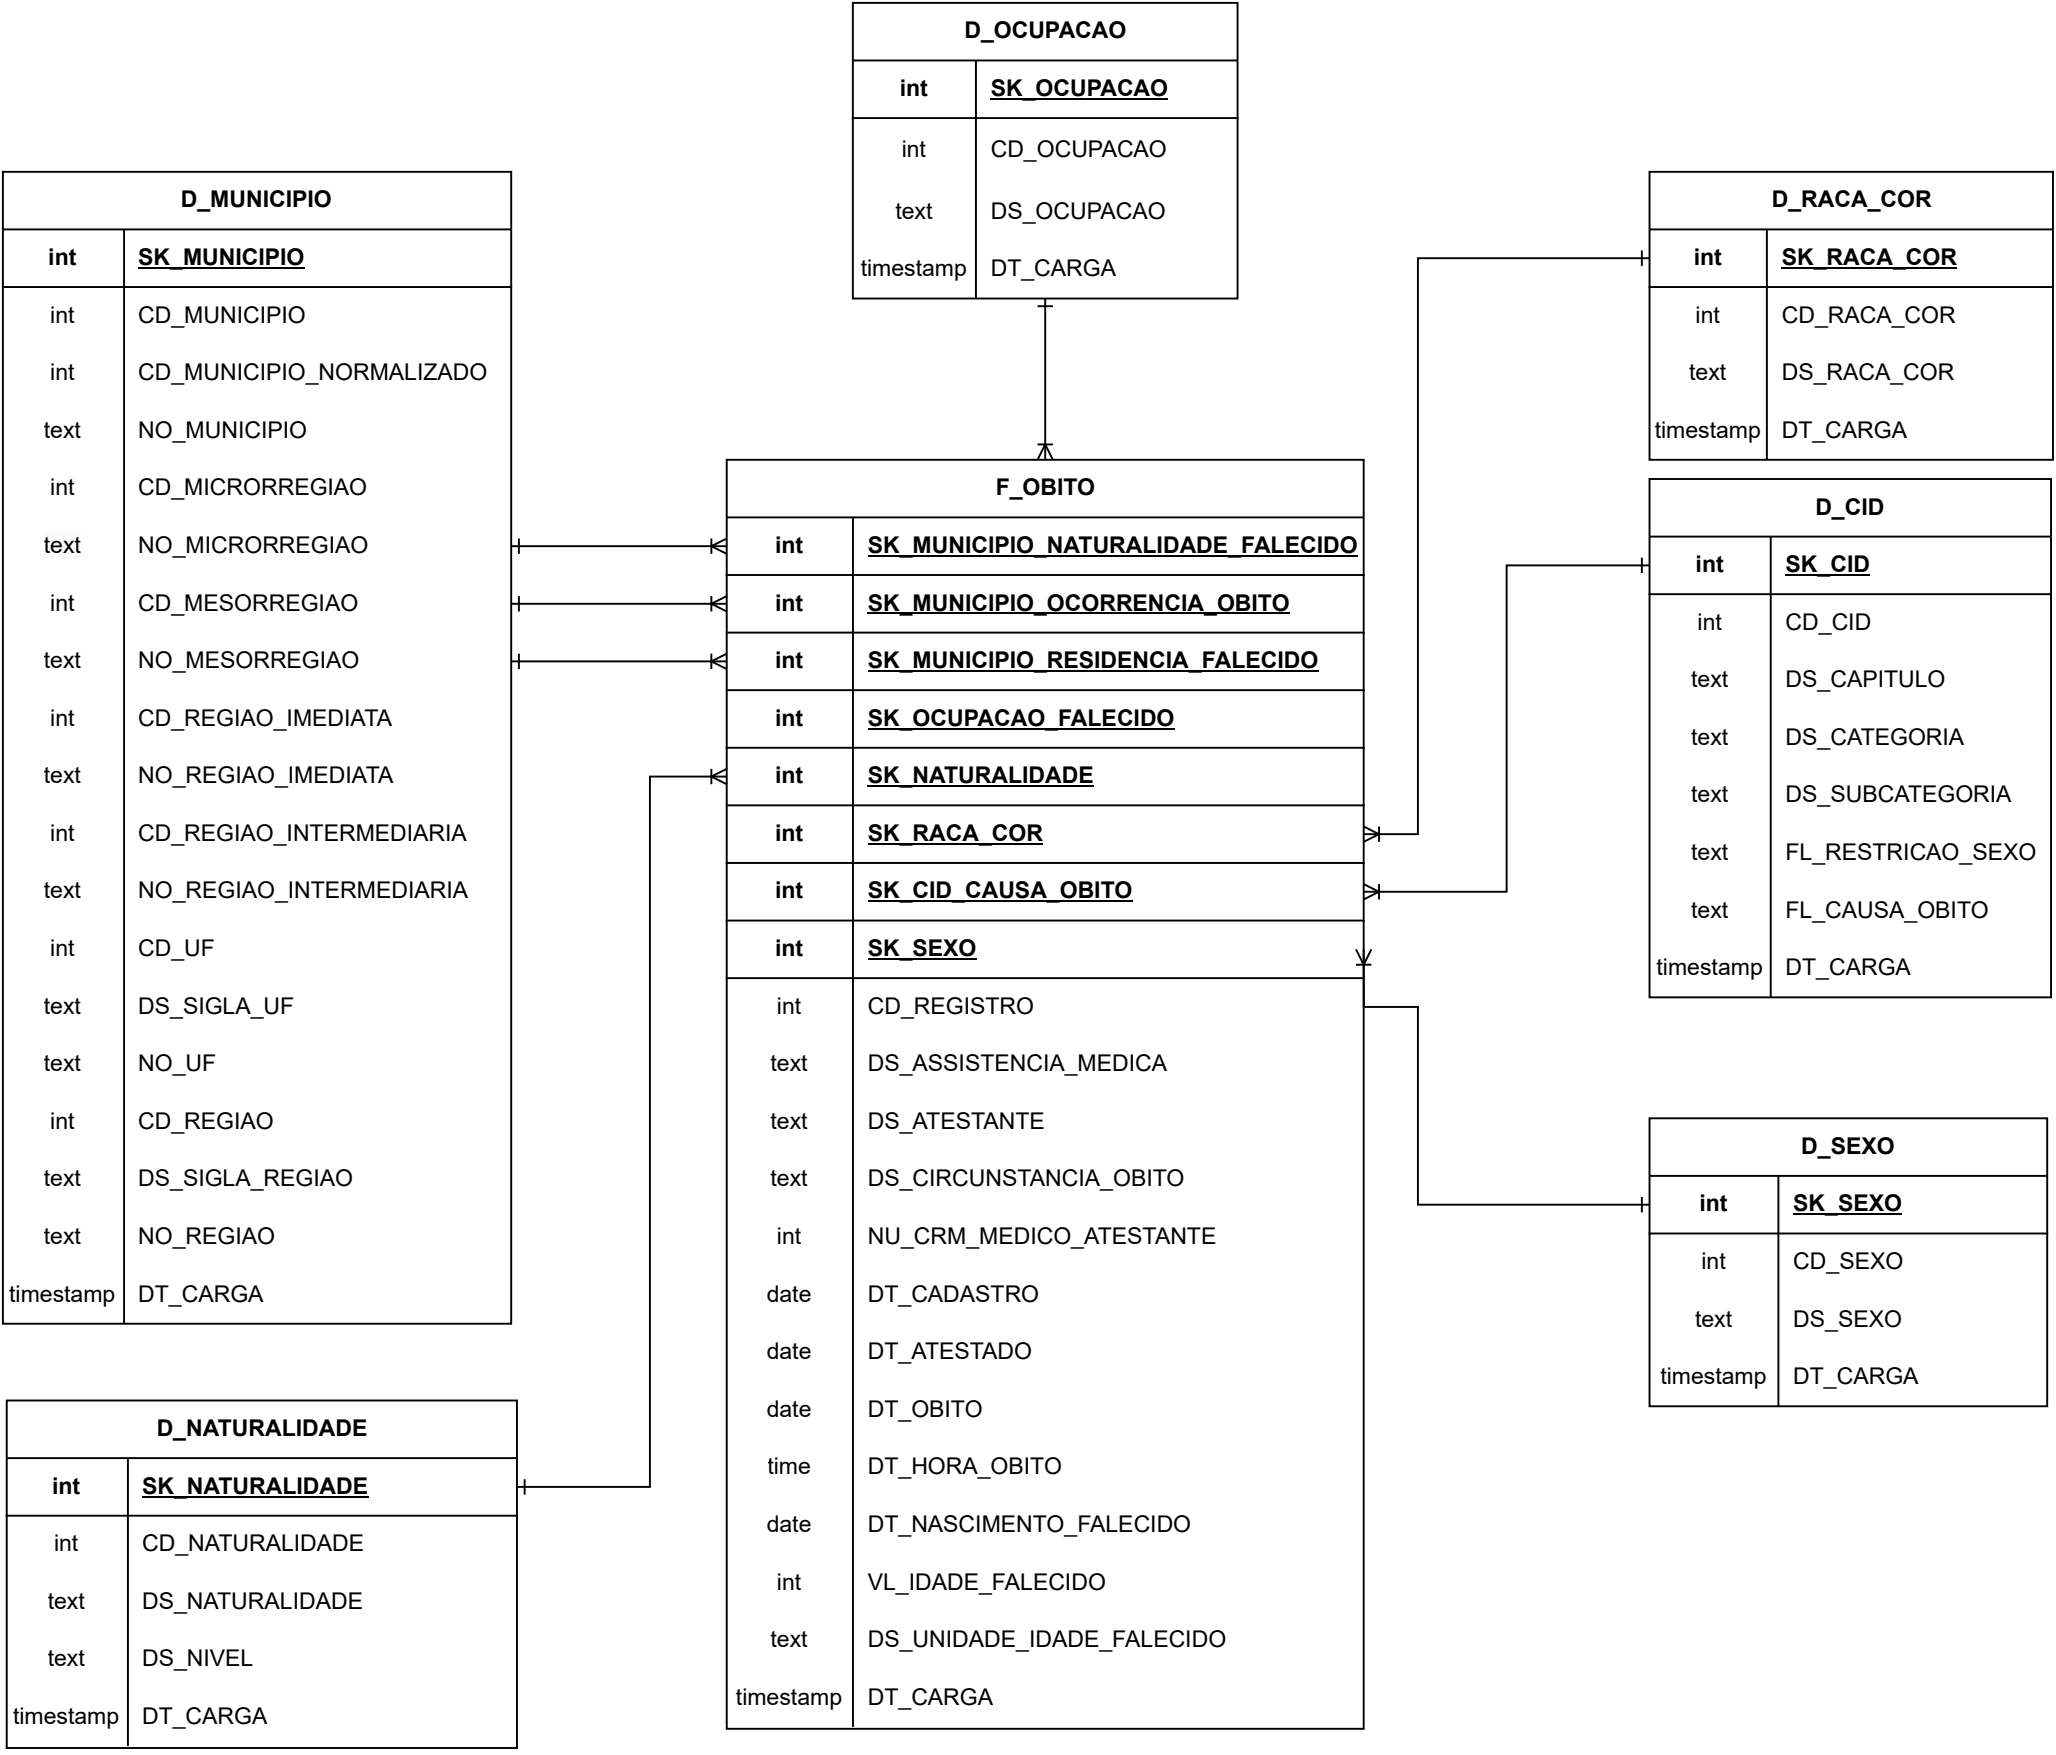 D_OCUPACAO
int SK_OCUPACAO
int CD_OCUPACAO
text DS_OCUPACAO
timestamp DT_CARGA
D_MUNICIPIO
int SK_MUNICIPIO
int CD_MUNICIPIO
int CD_MUNICIPIO_NORMALIZADO
text NO_MUNICIPIO
int CD_MICRORREGIAO
text NO_MICRORREGIAO
int CD_MESORREGIAO
text NO_MESORREGIAO
int CD_REGIAO_IMEDIATA
text NO_REGIAO_IMEDIATA
int CD_REGIAO_INTERMEDIARIA
text NO_REGIAO_INTERMEDIARIA
int CD_UF
text DS_SIGLA_UF
text NO_UF
int CD_REGIAO
text DS_SIGLA_REGIAO
text NO_REGIAO
timestamp DT_CARGA
D_NATURALIDADE
int SK_NATURALIDADE
int CD_NATURALIDADE
text DS_NATURALIDADE
text DS_NIVEL
timestamp DT_CARGA
F_OBITO
int SK_MUNICIPIO_NATURALIDADE_FALECIDO
int SK_MUNICIPIO_OCORRENCIA_OBITO
int SK_MUNICIPIO_RESIDENCIA_FALECIDO
int SK_OCUPACAO_FALECIDO
int SK_NATURALIDADE
int SK_RACA_COR
int SK_CID_CAUSA_OBITO
int SK_SEXO
int CD_REGISTRO
text DS_ASSISTENCIA_MEDICA
text DS_ATESTANTE
text DS_CIRCUNSTANCIA_OBITO
int NU_CRM_MEDICO_ATESTANTE
date DT_CADASTRO
date DT_ATESTADO
date DT_OBITO
time DT_HORA_OBITO
date DT_NASCIMENTO_FALECIDO
int VL_IDADE_FALECIDO
text DS_UNIDADE_IDADE_FALECIDO
timestamp DT_CARGA
D_RACA_COR
int SK_RACA_COR
int CD_RACA_COR
text DS_RACA_COR
timestamp DT_CARGA
D_CID
int SK_CID
int CD_CID
text DS_CAPITULO
text DS_CATEGORIA
text DS_SUBCATEGORIA
text FL_RESTRICAO_SEXO
text FL_CAUSA_OBITO
timestamp DT_CARGA
D_SEXO
int SK_SEXO
int CD_SEXO
text DS_SEXO
timestamp DT_CARGA